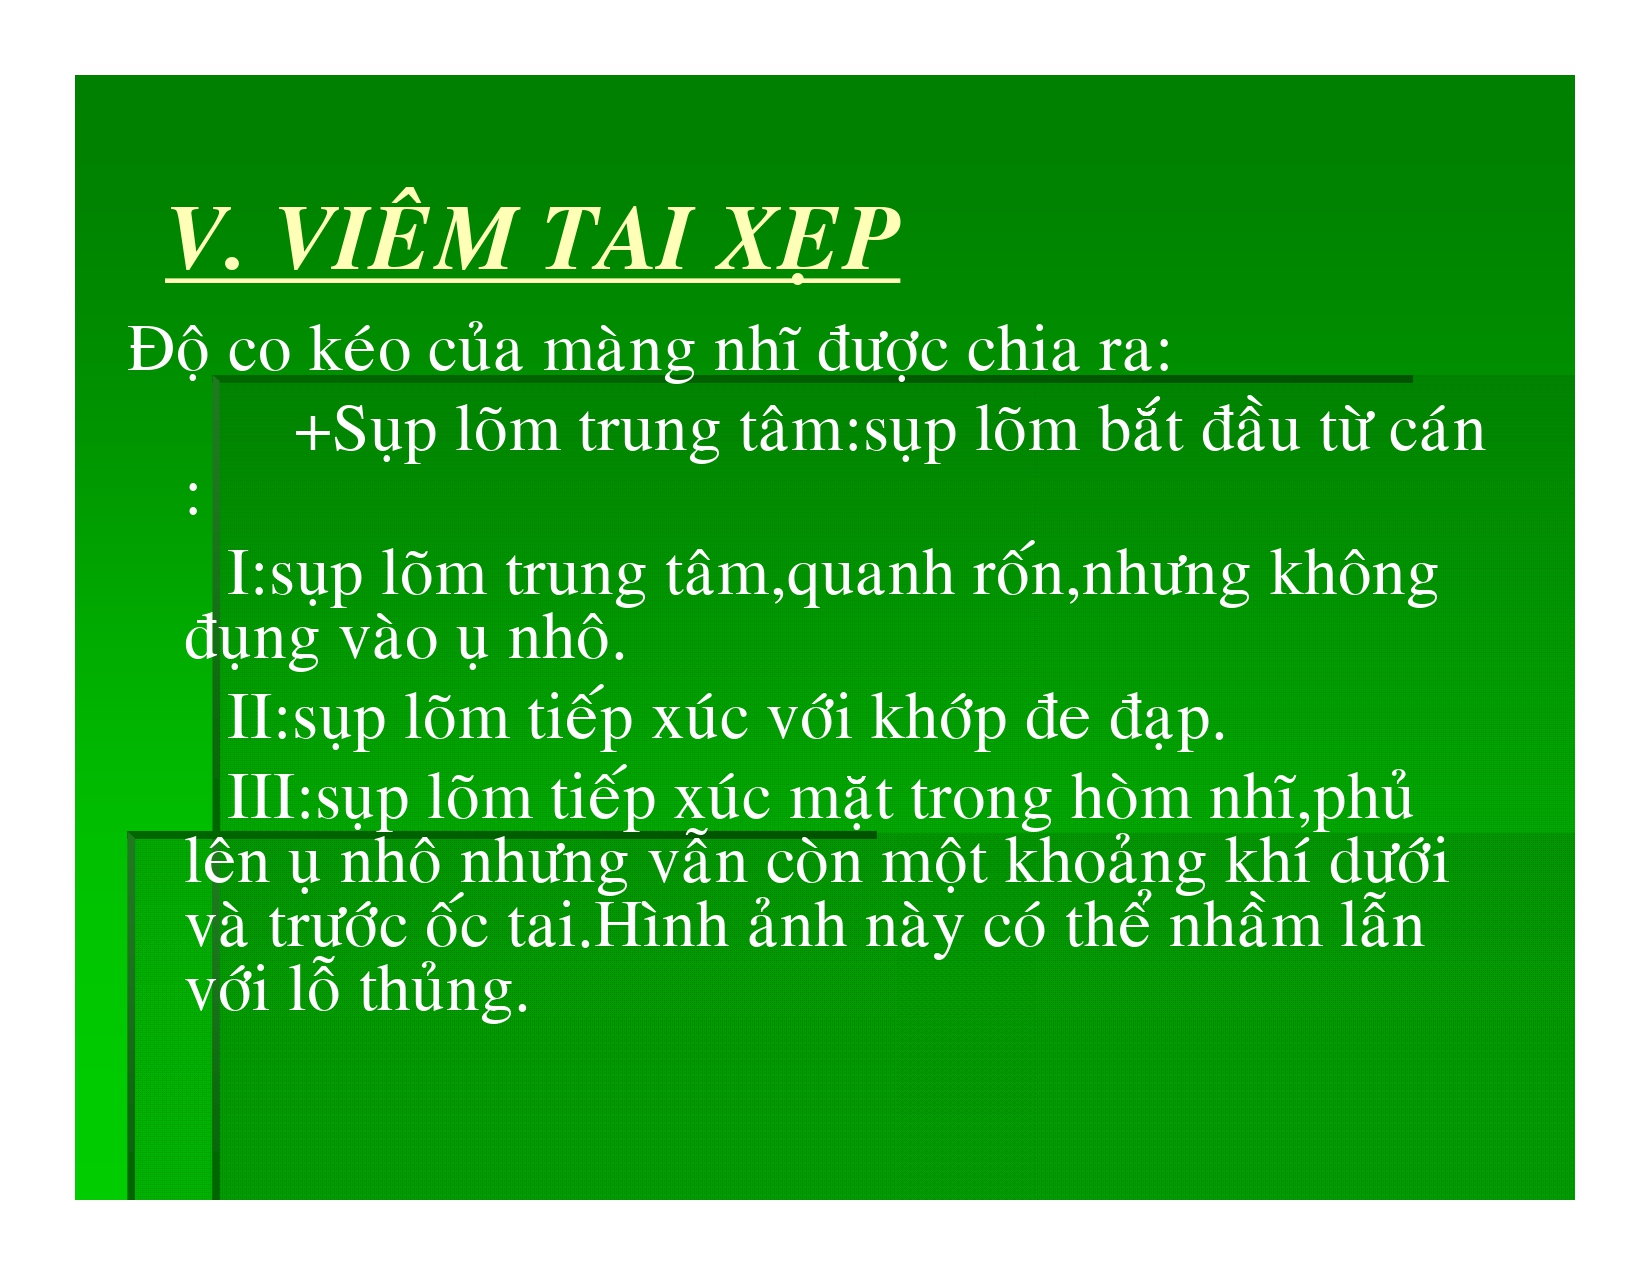 V. VIÊM TAI XẸP
Độ co kéo của màng nhĩ được chia ra:
+Sụp lõm trung tâm:sụp lõm bắt đầu từ cán
:
I:sụp lõm trung tâm,quanh rốn,nhưng không
đụng vào ụ nhô.
II:sụp lõm tiếp xúc với khớp đe đạp.
III:sụp lõm tiếp xúc mặt trong hòm nhĩ,phủ
lên ụ nhô nhưng vẫn còn một khoảng khí dưới
và trước ốc tai.Hình ảnh này có thể nhầm lẫn
với lỗ thủng.